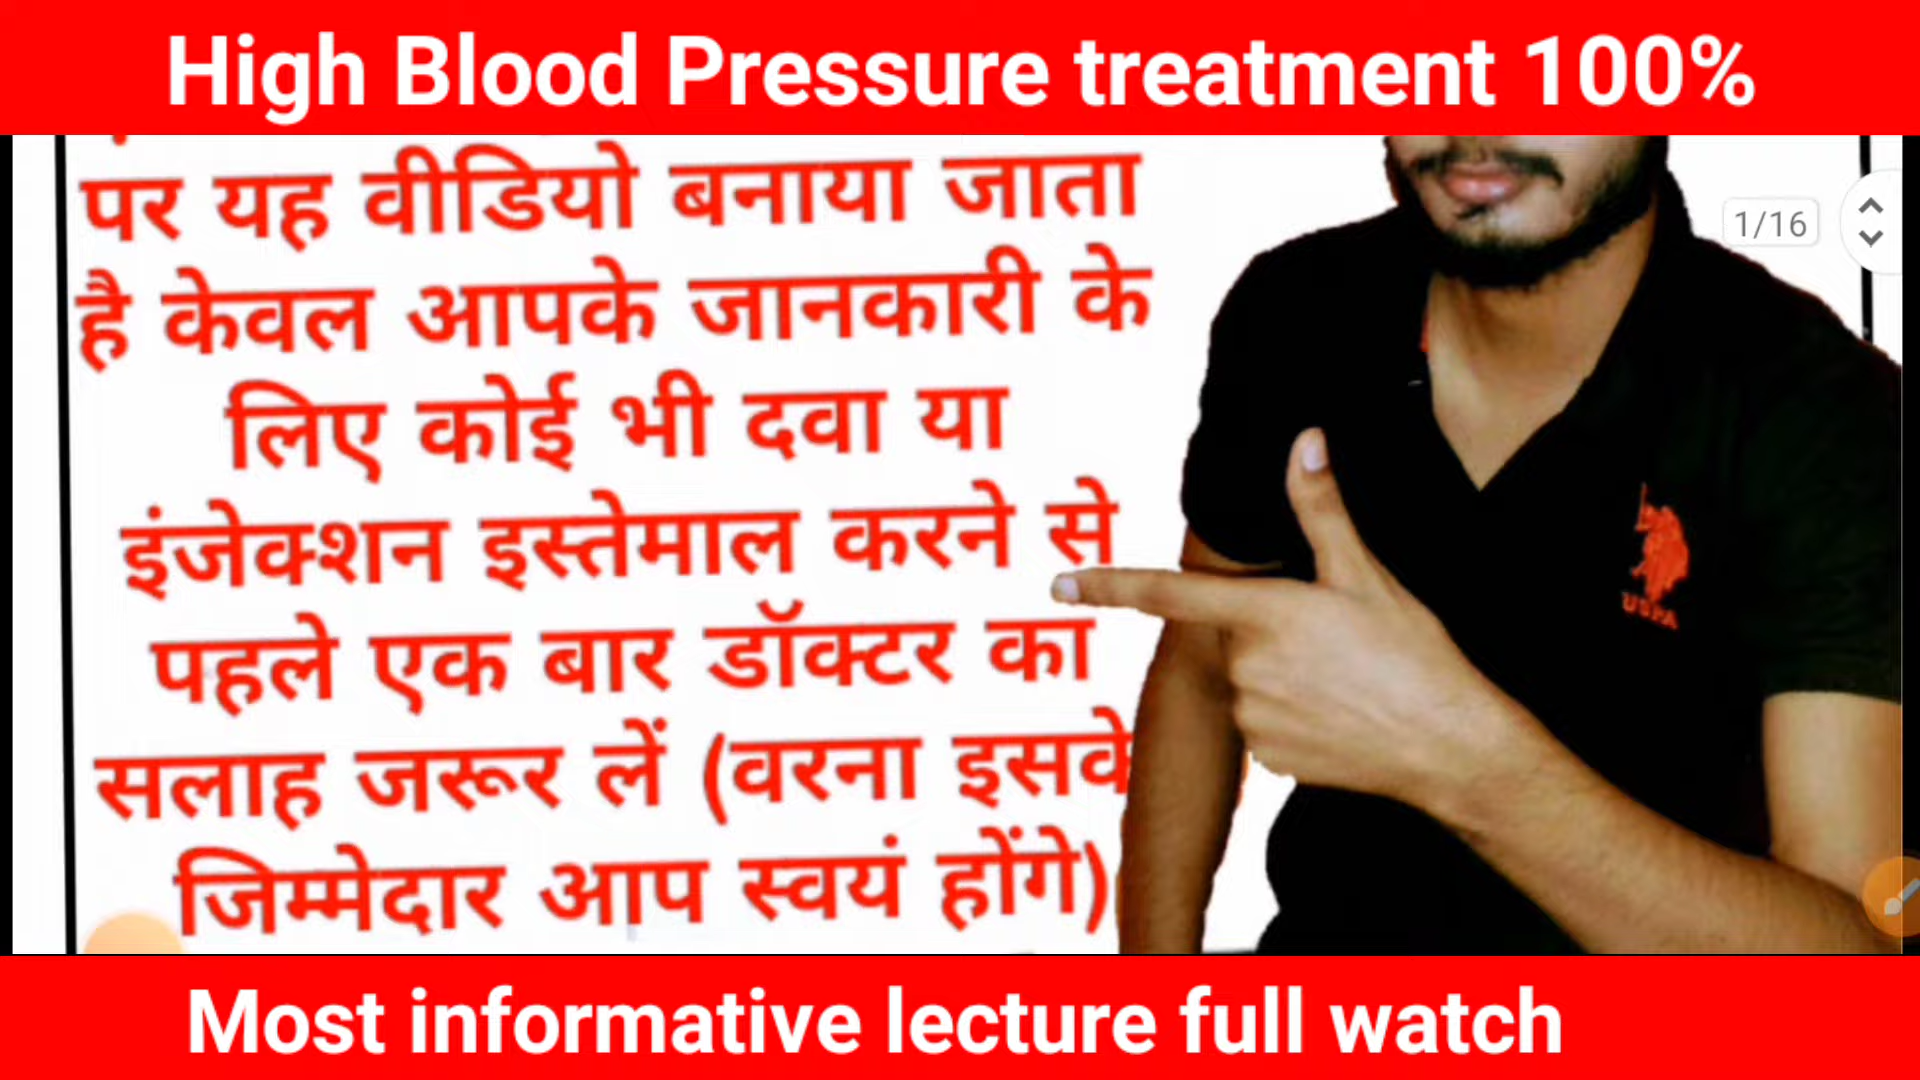 High Blood Pressure treatment 100%
पर यह वीडियो बनाया जाता
है केवल आपके जानकारी के
लिए कोई भी दवा या
इंजेक्शन इस्तेमाल करने से
पहले एक बार डॉक्टर का
सलाह जरूर लें (वरना इसके
जिम्मेदार आप स्वयं होंगे)
1/16
USPA
Most informative lecture full watch